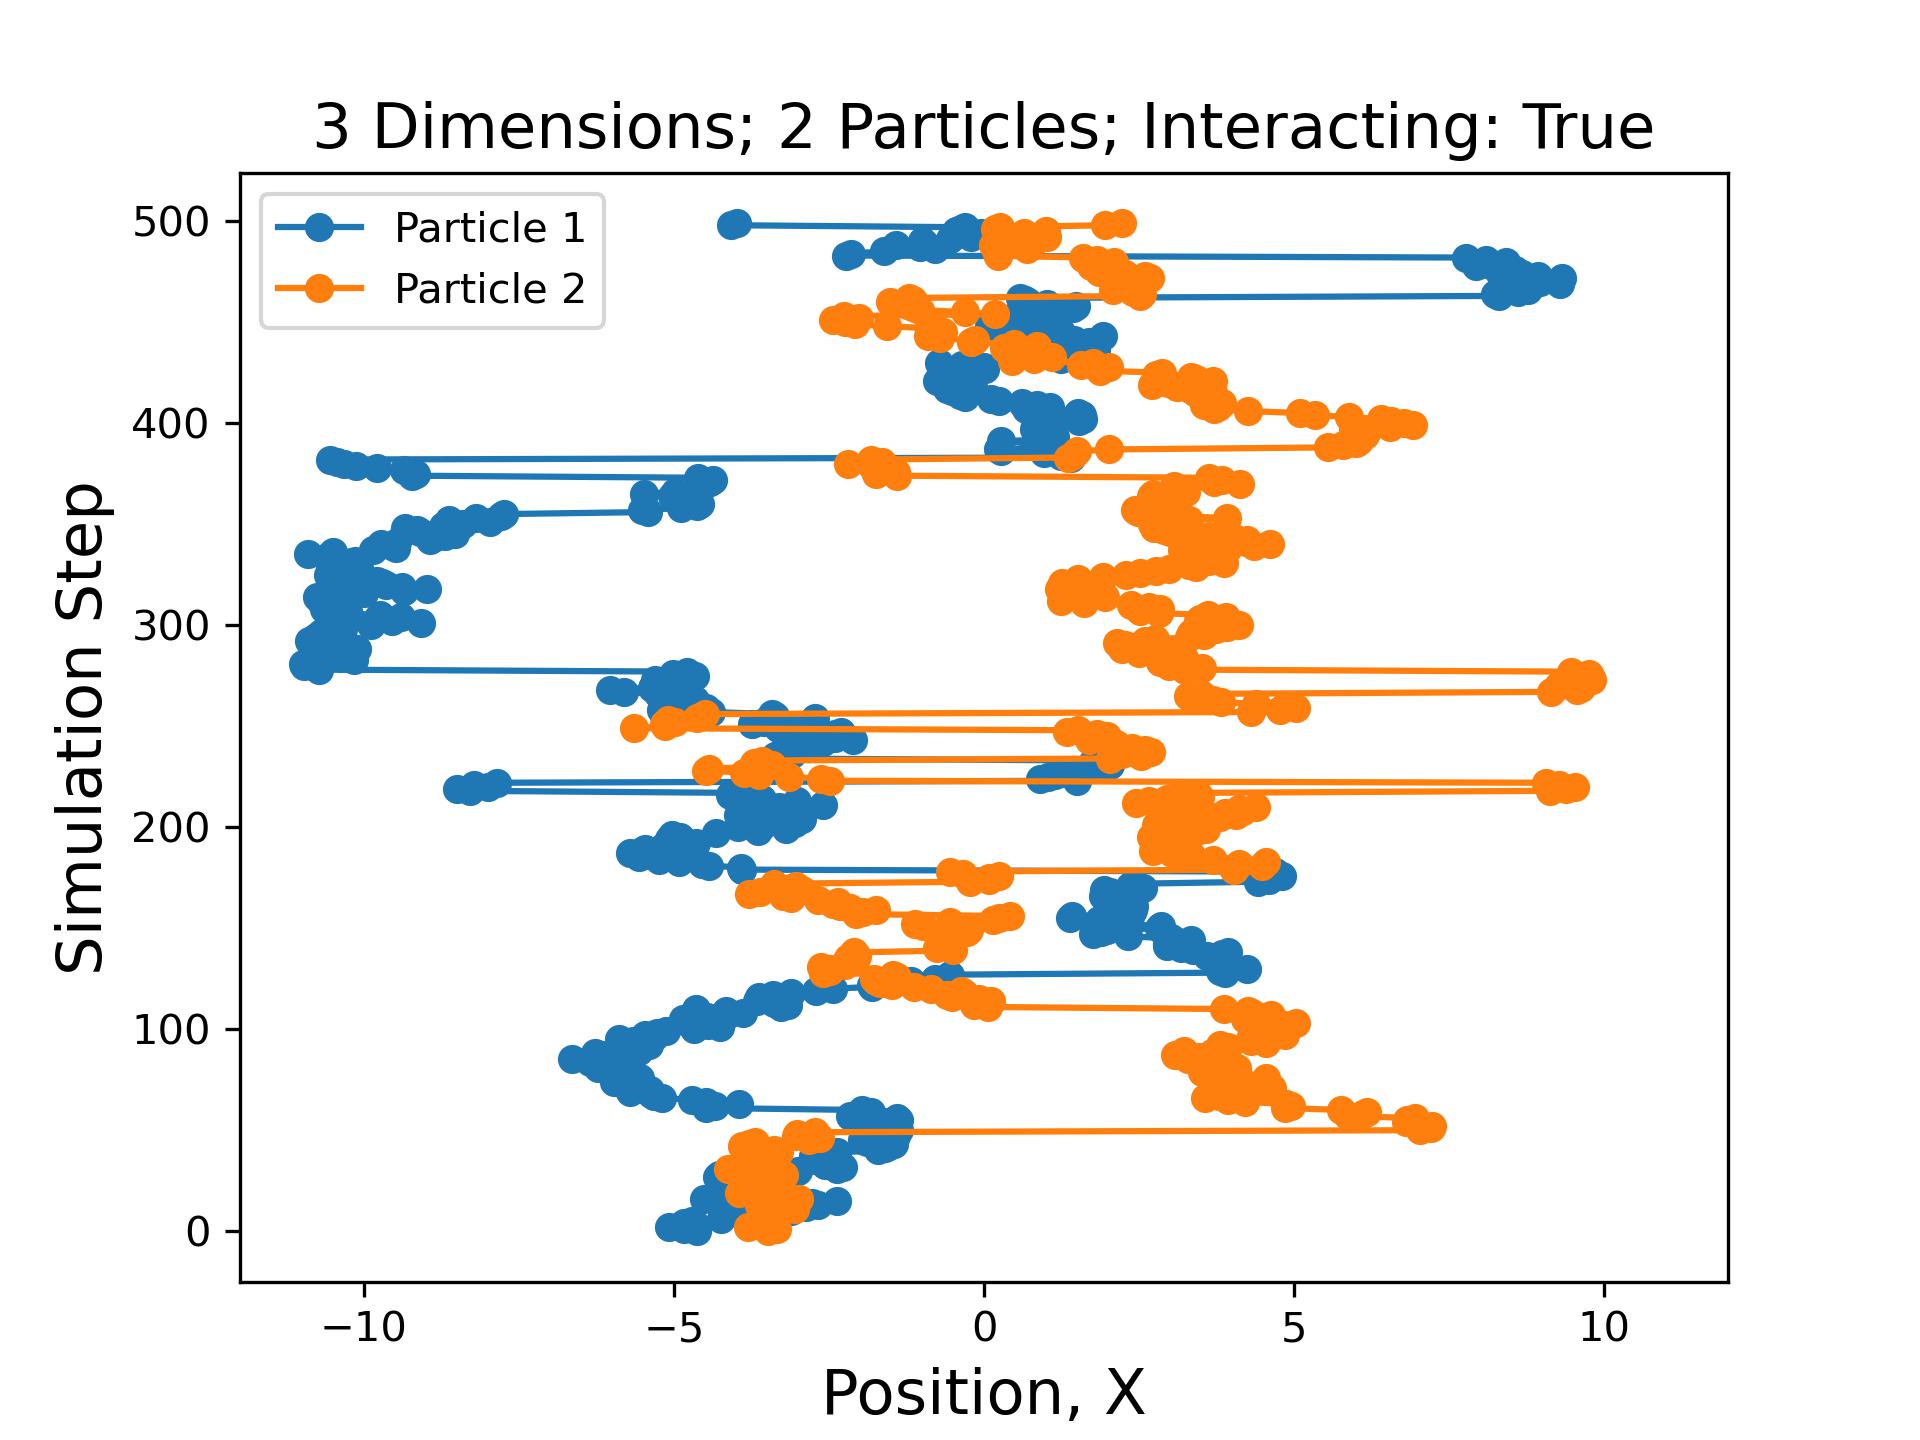 3 Dimensions; 2 Particles; Interacting: True
Particle 1
Particle 2
Simulation Step
500
400
300
200
100
0
−10
−5
0
5
10
Position, X